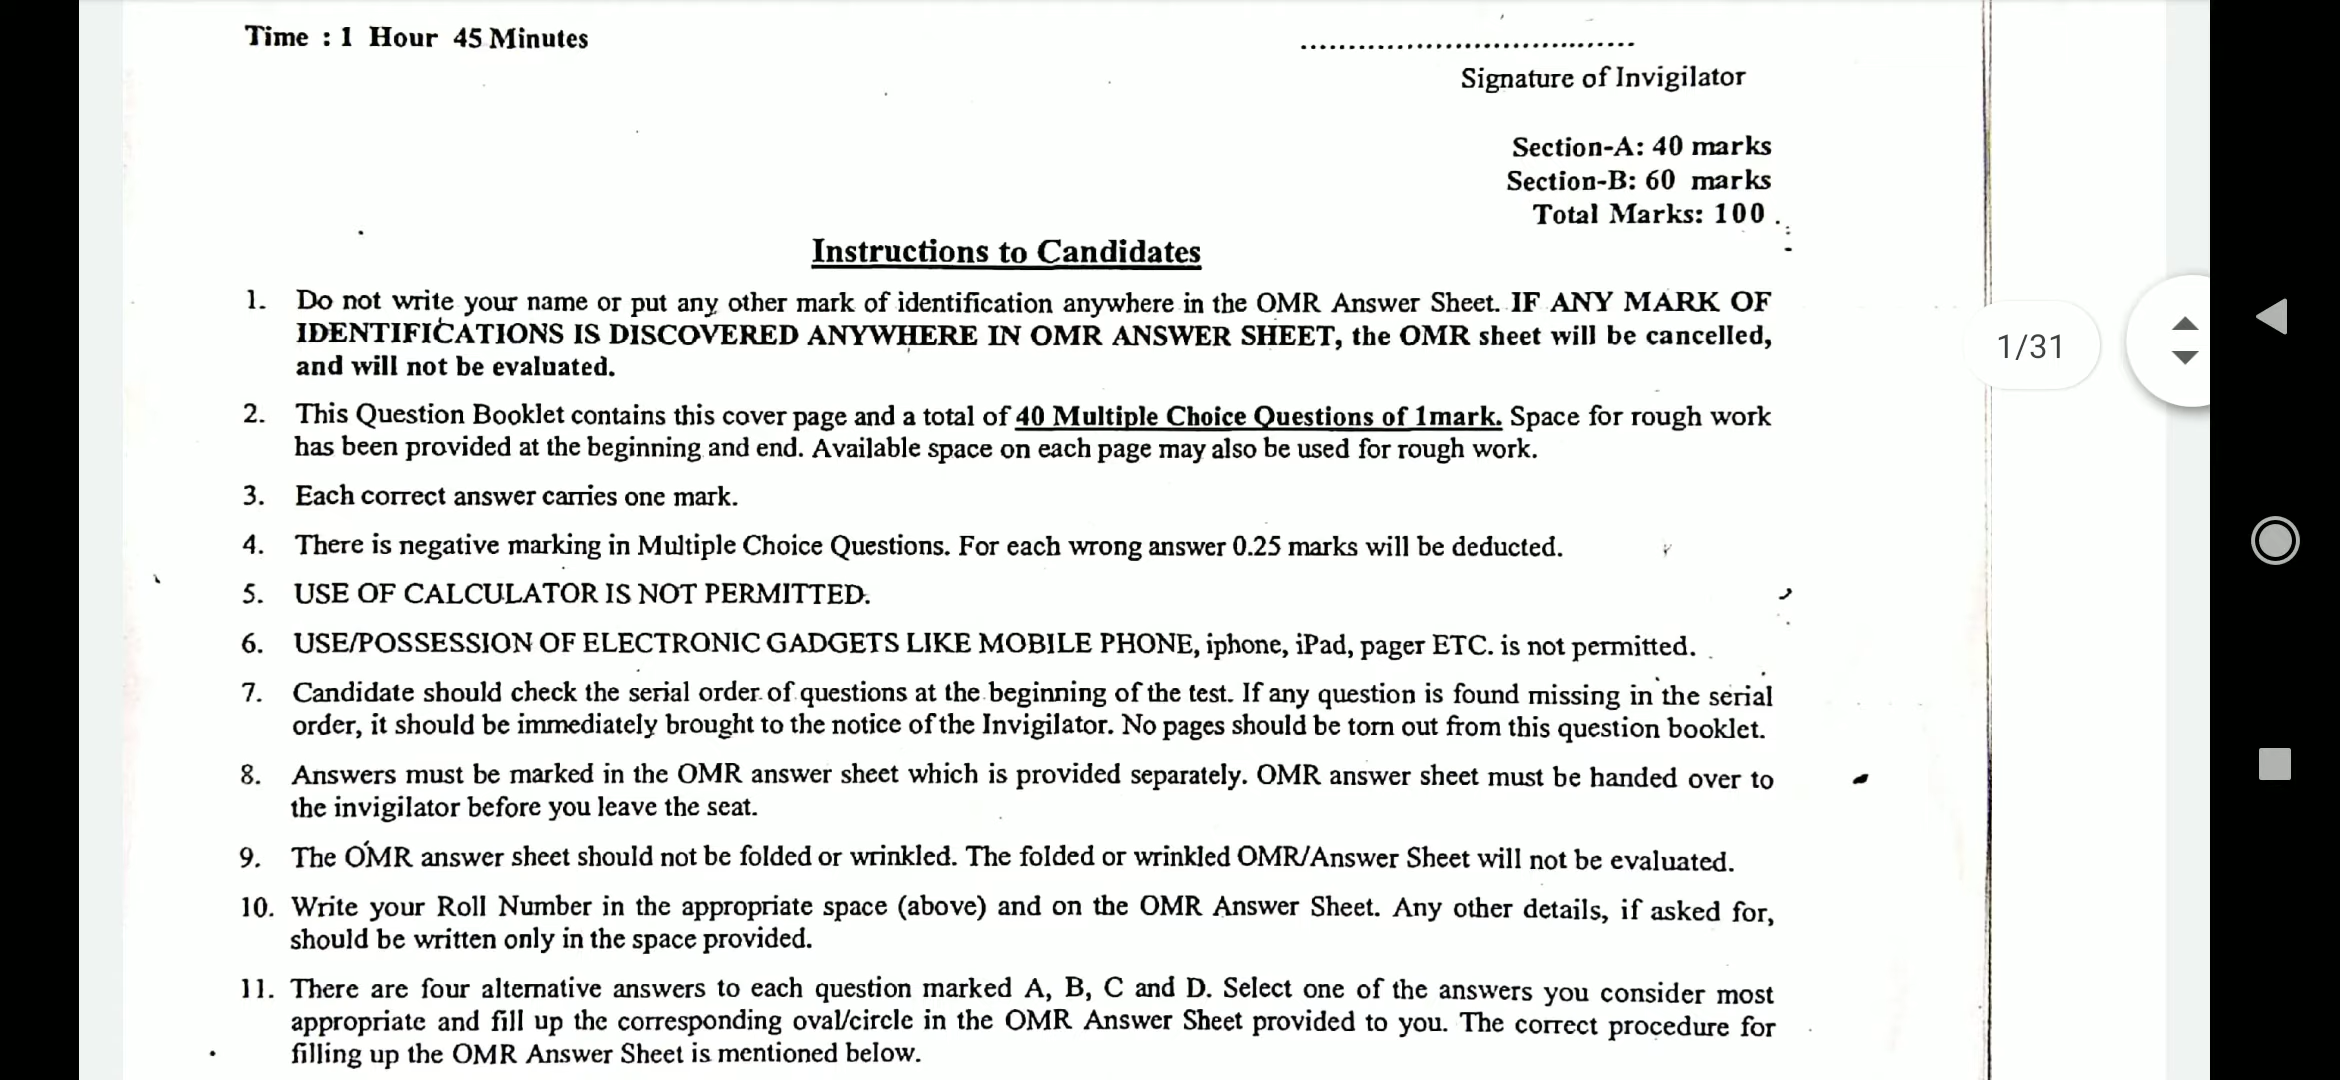 Time : 1 Hour 45 Minutes
....................................
Signature of Invigilator
Section-A: 40 marks
Section-B: 60 marks
Total Marks: 100
Instructions to Candidates
1. Do not write your name or put any other mark of identification anywhere in the OMR Answer Sheet. IF ANY MARK OF
IDENTIFICATIONS IS DISCOVERED ANYWHERE IN OMR ANSWER SHEET, the OMR sheet will be cancelled,
and will not be evaluated.
2. This Question Booklet contains this cover page and a total of 40 Multiple Choice Questions of 1mark. Space for rough work
has been provided at the beginning and end. Available space on each page may also be used for rough work.
3. Each correct answer carries one mark.
4. There is negative marking in Multiple Choice Questions. For each wrong answer 0.25 marks will be deducted.
5. USE OF CALCULATOR IS NOT PERMITTED.
6. USE/POSSESSION OF ELECTRONIC GADGETS LIKE MOBILE PHONE, iphone, iPad, pager ETC. is not permitted.
7. Candidate should check the serial order of questions at the beginning of the test. If any question is found missing in the serial
order, it should be immediately brought to the notice of the Invigilator. No pages should be torn out from this question booklet.
8. Answers must be marked in the OMR answer sheet which is provided separately. OMR answer sheet must be handed over to
the invigilator before you leave the seat.
9. The OMR answer sheet should not be folded or wrinkled. The folded or wrinkled OMR/Answer Sheet will not be evaluated.
10. Write your Roll Number in the appropriate space (above) and on the OMR Answer Sheet. Any other details, if asked for,
should be written only in the space provided.
11. There are four alternative answers to each question marked A, B, C and D. Select one of the answers you consider most
appropriate and fill up the corresponding oval/circle in the OMR Answer Sheet provided to you. The correct procedure for
filling up the OMR Answer Sheet is mentioned below.
1/31